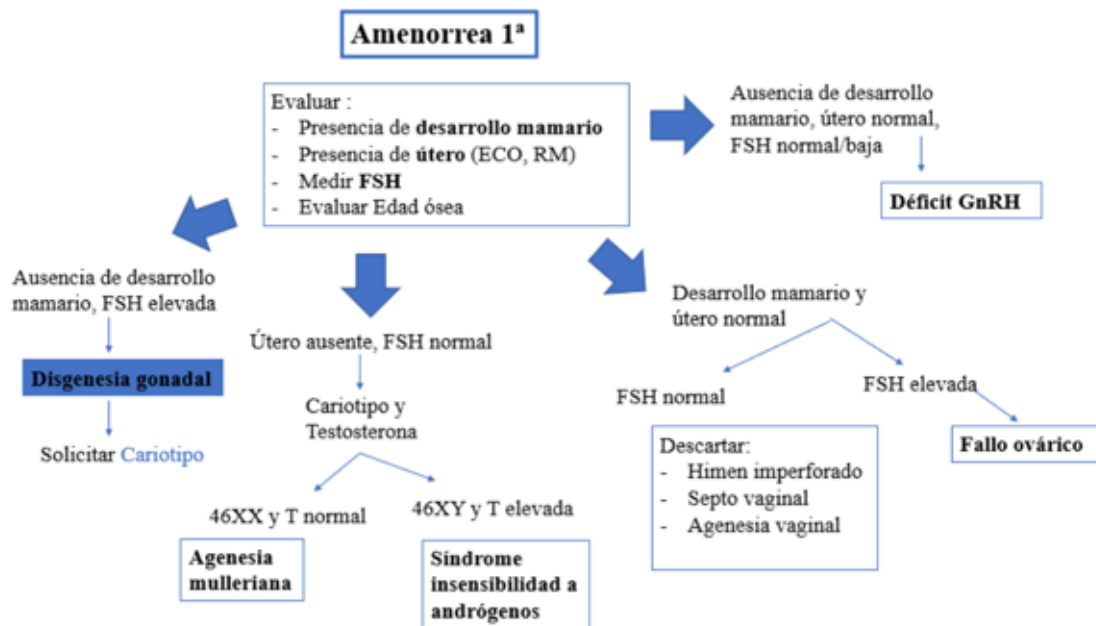 Amenorrea 1ª
Evaluar :
- Presencia de desarrollo mamario
- Presencia de útero (ECO, RM)
- Medir FSH
- Evaluar Edad ósea
Ausencia de desarrollo
mamario, útero normal,
FSH normal/baja
Déficit GnRH
Ausencia de desarrollo
mamario, FSH elevada
Disgenesia gonadal
Solicitar Cariotipo
Útero ausente, FSH normal
Cariotipo y
Testosterona
46XX y T normal
Agenesia
mulleriana
46XY y T elevada
Síndrome
insensibilidad a
andrógenos
Desarrollo mamario y
útero normal
FSH normal
Descartar:
- Himen imperforado
- Septo vaginal
- Agenesia vaginal
FSH elevada
Fallo ovárico